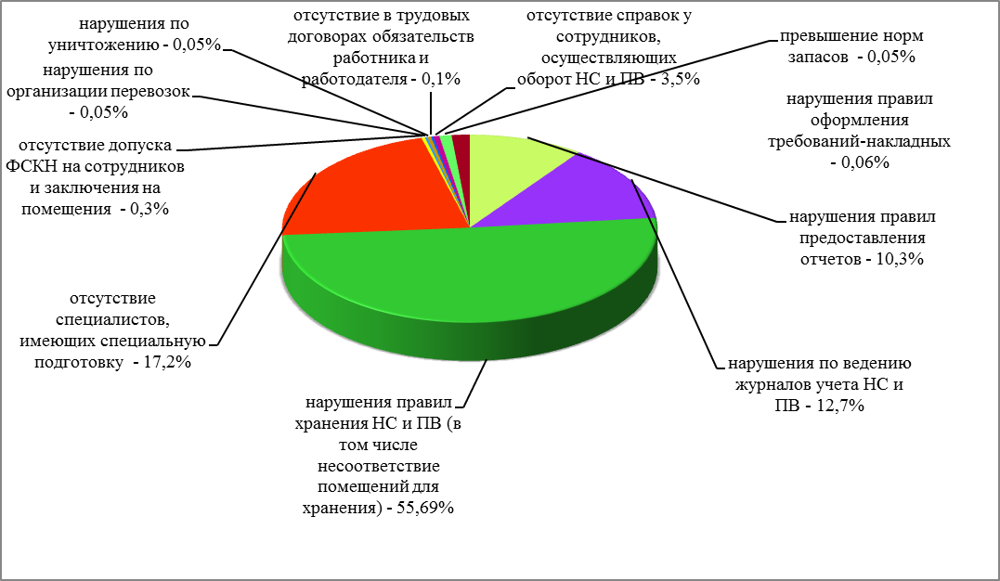 нарушения по
уничтожению - 0,05%
отсутствие в трудовых
договорах обязательств
работника и
работодателя - 0,1%
отсутствие справок у
сотрудников,
осуществляющих
оборот НС и ПВ - 3,5%
превышение норм
запасов - 0,05%
нарушения по
организации перевозок
- 0,05%
нарушения правил
оформления
требований-накладных
- 0,06%
отсутствие допуска
ФСКН на сотрудников
и заключения на
помещения - 0,3%
нарушения правил
предоставления
отчетов - 10,3%
отсутствие
специалистов,
имеющих специальную
подготовку - 17,2%
нарушения по ведению
журналов учета НС и
ПВ - 12,7%
нарушения правил
хранения НС и ПВ (в
том числе
несоответствие
помещений для
хранения) - 55,69%